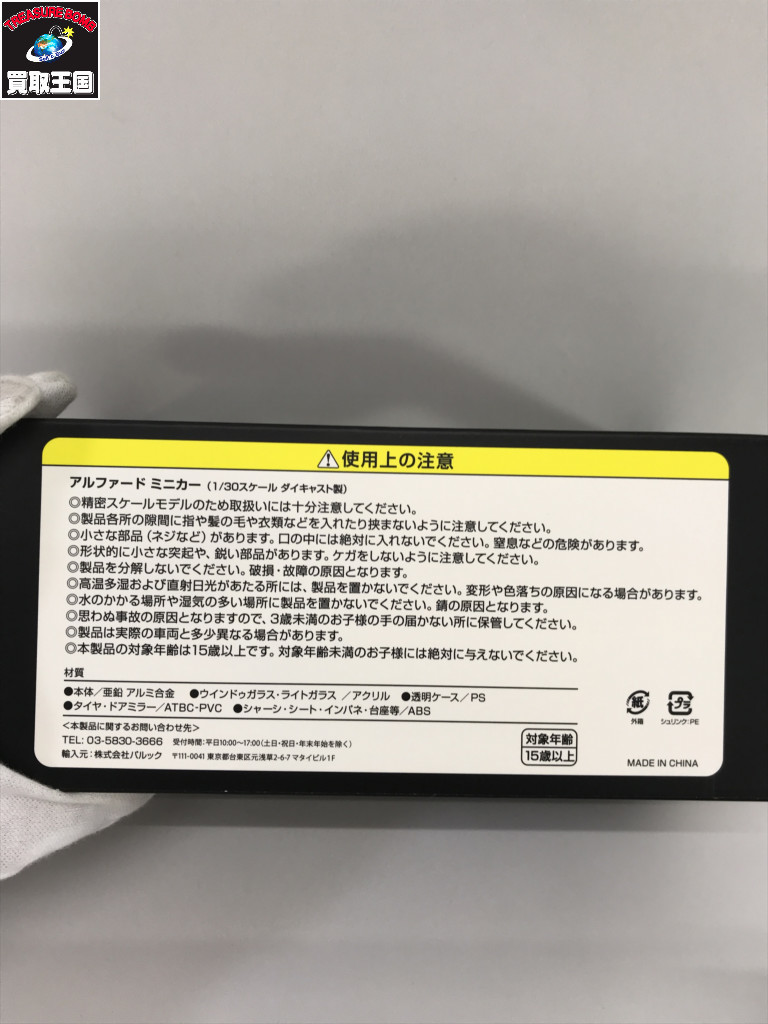 TREASURE BOMB
買取王国
⚠使用上の注意
アルファード ミニカー（1/30スケール ダイキャスト製）
◎精密スケールモデルのため取扱いには十分注意してください。
◎製品各所の隙間に指や髪の毛や衣類などを入れたり挟まないように注意してください。
◎小さな部品（ネジなど）があります。口の中には絶対に入れないでください。窒息などの危険があります。
◎形状的に小さな突起や、鋭い部品があります。ケガをしないように注意してください。
◎製品を分解しないでください。破損・故障の原因となります。
◎高温多湿および直射日光があたる所には、製品を置かないでください。変形や色落ちの原因になる場合があります。
◎水のかかる場所や湿気の多い場所に製品を置かないでください。錆の原因となります。
◎思わぬ事故の原因となりますので、3歳未満のお子様の手の届かない所に保管してください。
◎製品は実際の車両と多少異なる場合があります。
◎本製品の対象年齢は15歳以上です。対象年齢未満のお子様には絶対に与えないでください。
材質
●本体／亜鉛 アルミ合金 ●ウインドゥガラス・ライトガラス ／アクリル ●透明ケース／PS
●タイヤ・ドアミラー／ATBC-PVC ●シャーシ・シート・インパネ・台座等／ABS
＜本製品に関するお問い合わせ先＞
TEL: 03-5830-3666 受付時間：平日10:00〜17:00（土日・祝日・年末年始を除く）
輸入元：株式会社パルック 〒111-0041 東京都台東区元浅草2-6-7 マタイビル1F
対象年齢
15歳以上
紙
外箱
プラ
シュリンク：PE
MADE IN CHINA